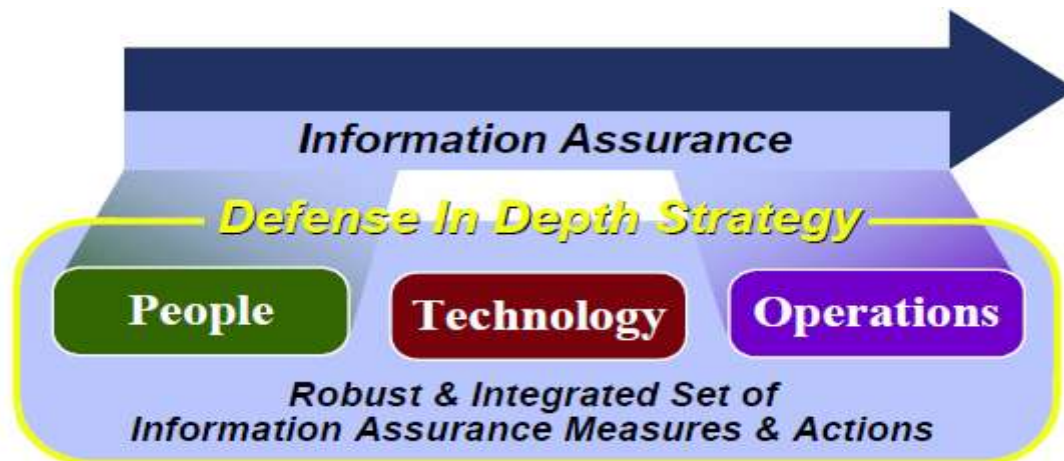 Information Assurance
Defense In Depth Strategy
People
Technology
Operations
Robust & Integrated Set of
Information Assurance Measures & Actions